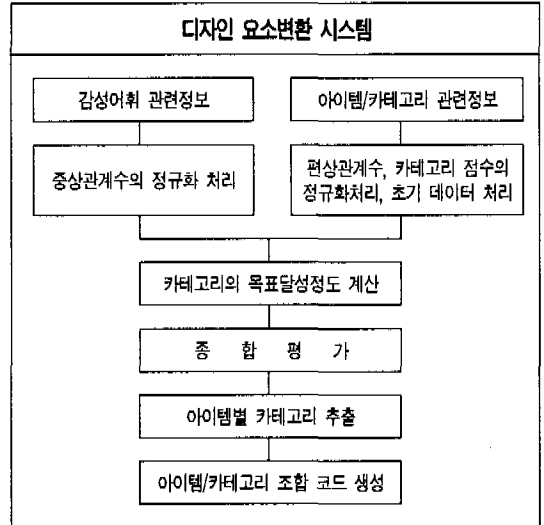 디자인 요소변환 시스템
감성어휘 관련정보
아이템/카테고리 관련정보
중상관계수의 정규화 처리
편상관계수, 카테고리 점수의
정규화처리, 초기 데이터 처리
카테고리의 목표달성정도 계산
종 합 평 가
아이템별 카테고리 추출
아이템/카테고리 조합 코드 생성